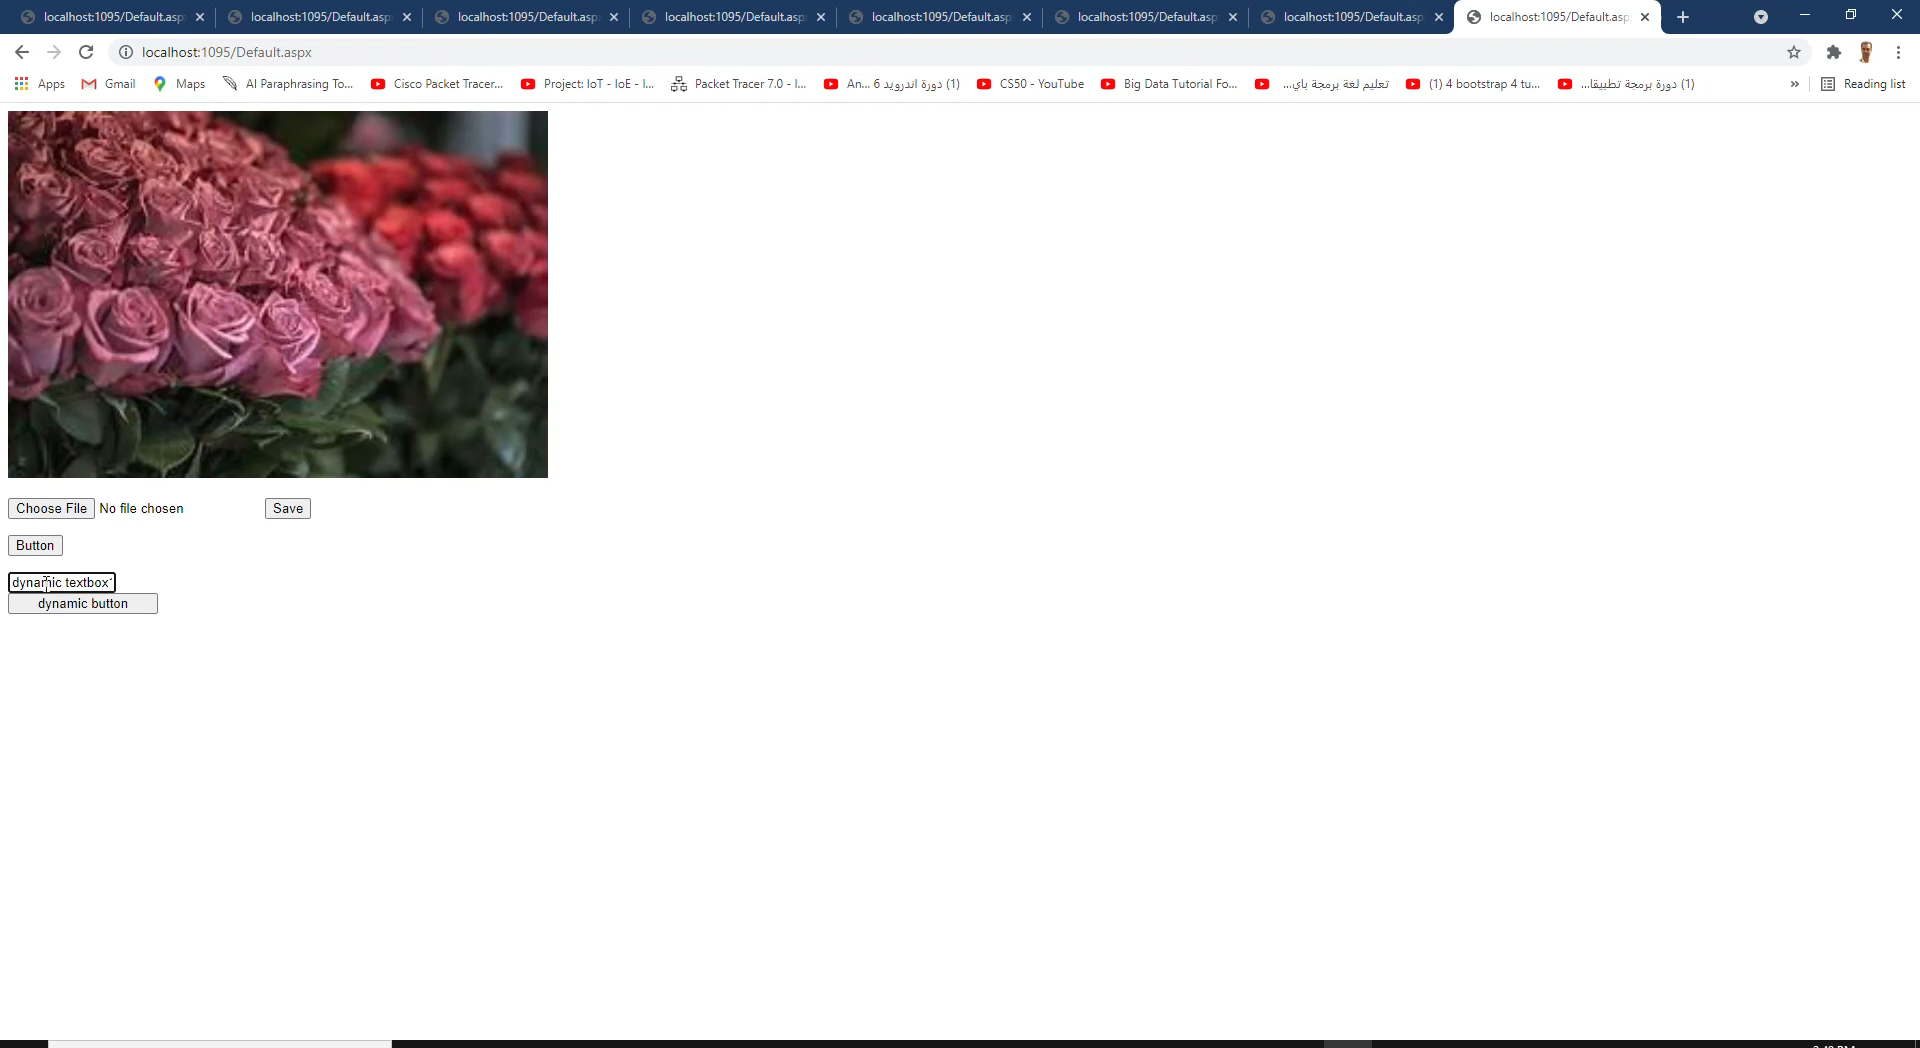 localhost:1095/Default.asp
localhost:1095/Default.asp
localhost:1095/Default.asp
localhost:1095/Default.asp
localhost:1095/Default.asp
localhost:1095/Default.asp
localhost:1095/Default.asp
localhost:1095/Default.asp
localhost:1095/Default.aspx
Apps
Gmail
Maps
AI Paraphrasing To...
Cisco Packet Tracer...
Project: IoT - IoE - I...
Packet Tracer 7.0 - I...
(1) دورة اندرويد 6 An...
CS50 - YouTube
Big Data Tutorial Fo...
تعليم لغة برمجة باي...
(1) 4 bootstrap 4 tu...
(1) دورة برمجة تطبيقا...
»
Reading list
Choose File No file chosen
Save
Button
dynamic textbox
dynamic button